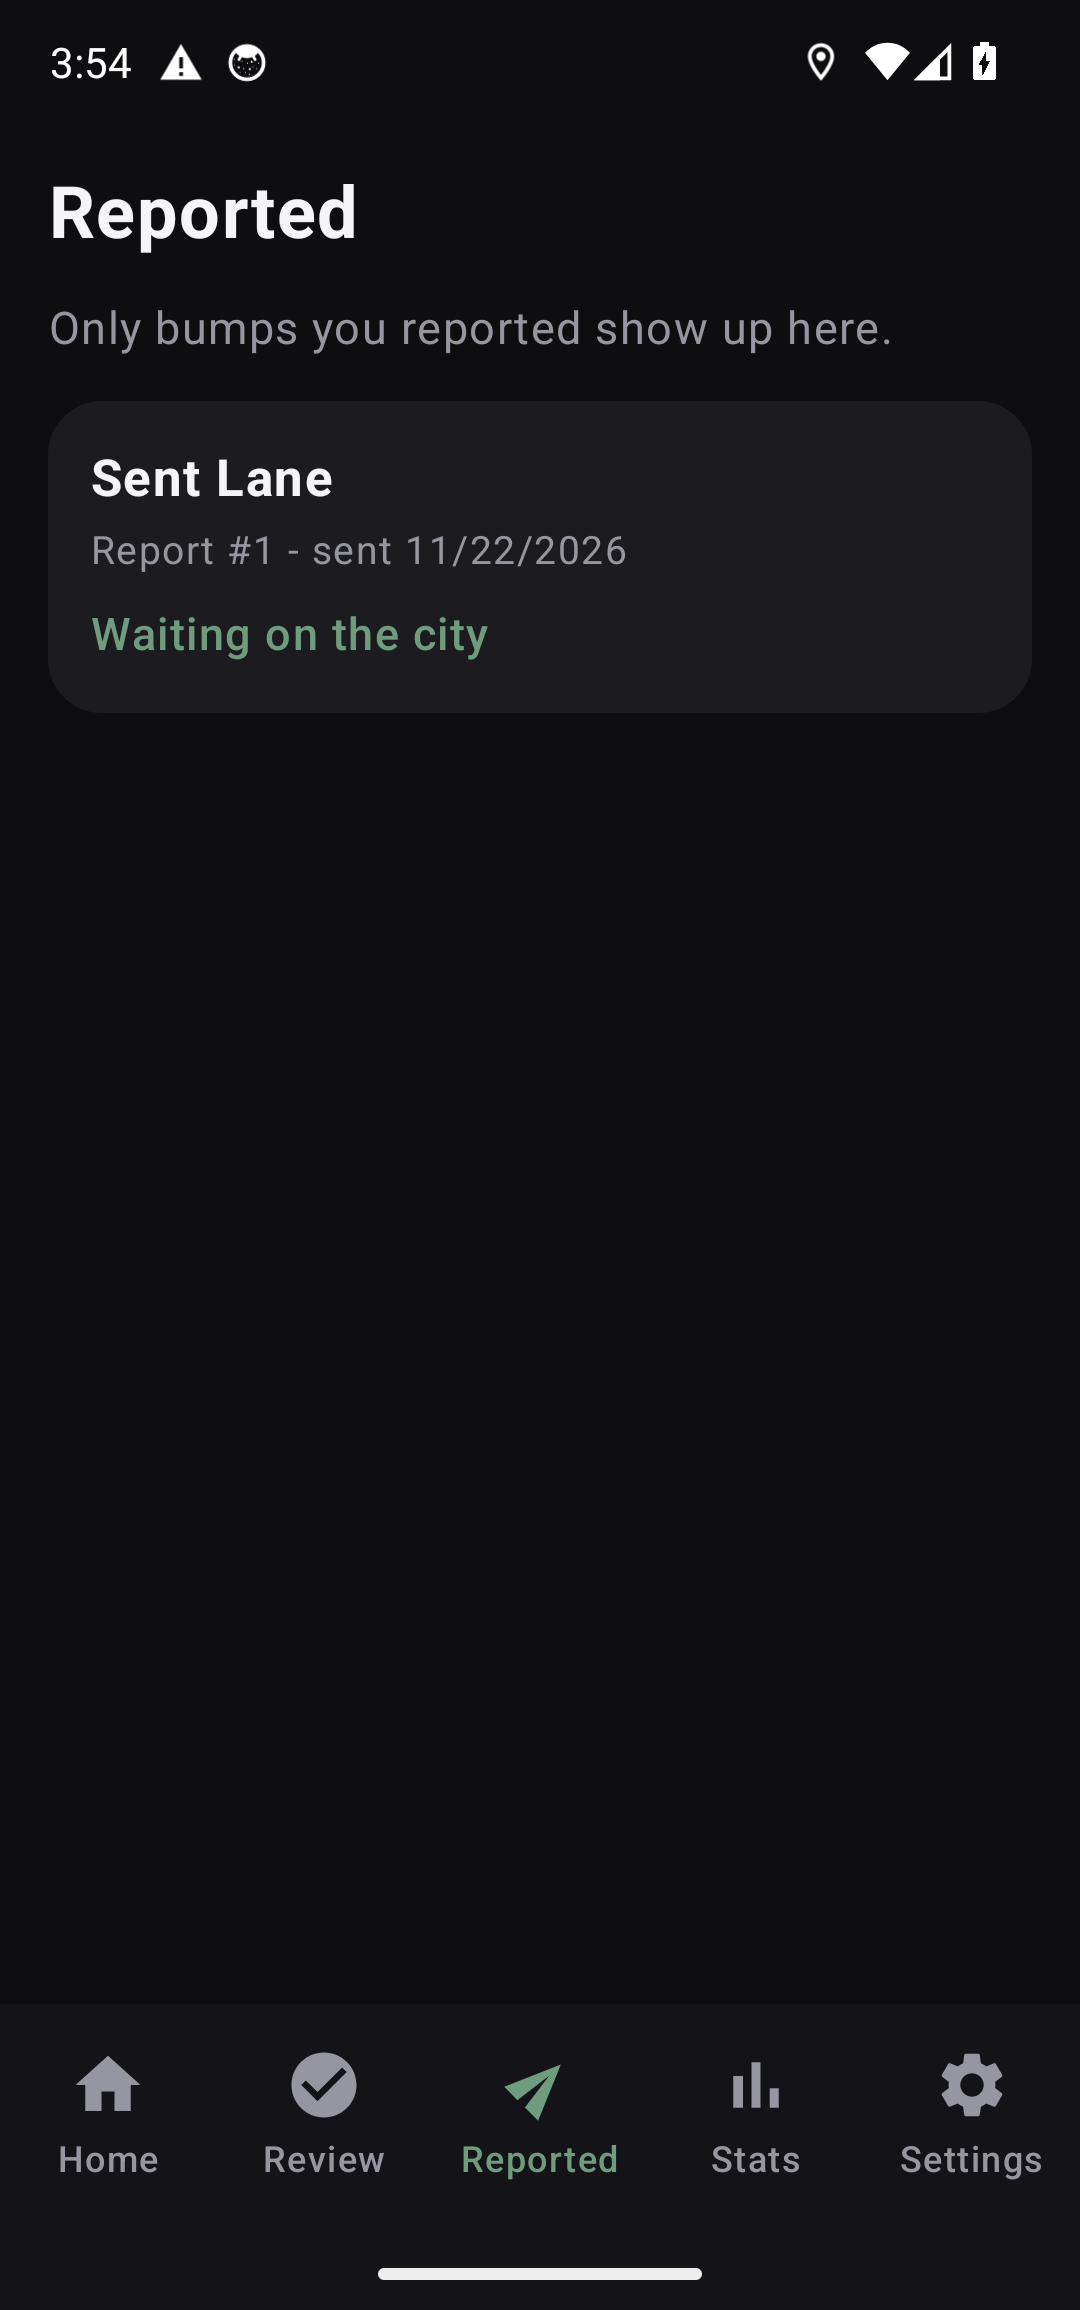 3:54
Reported
Only bumps you reported show up here.
Sent Lane
Report #1 - sent 11/22/2026
Waiting on the city
Home
Review
Reported
Stats
Settings